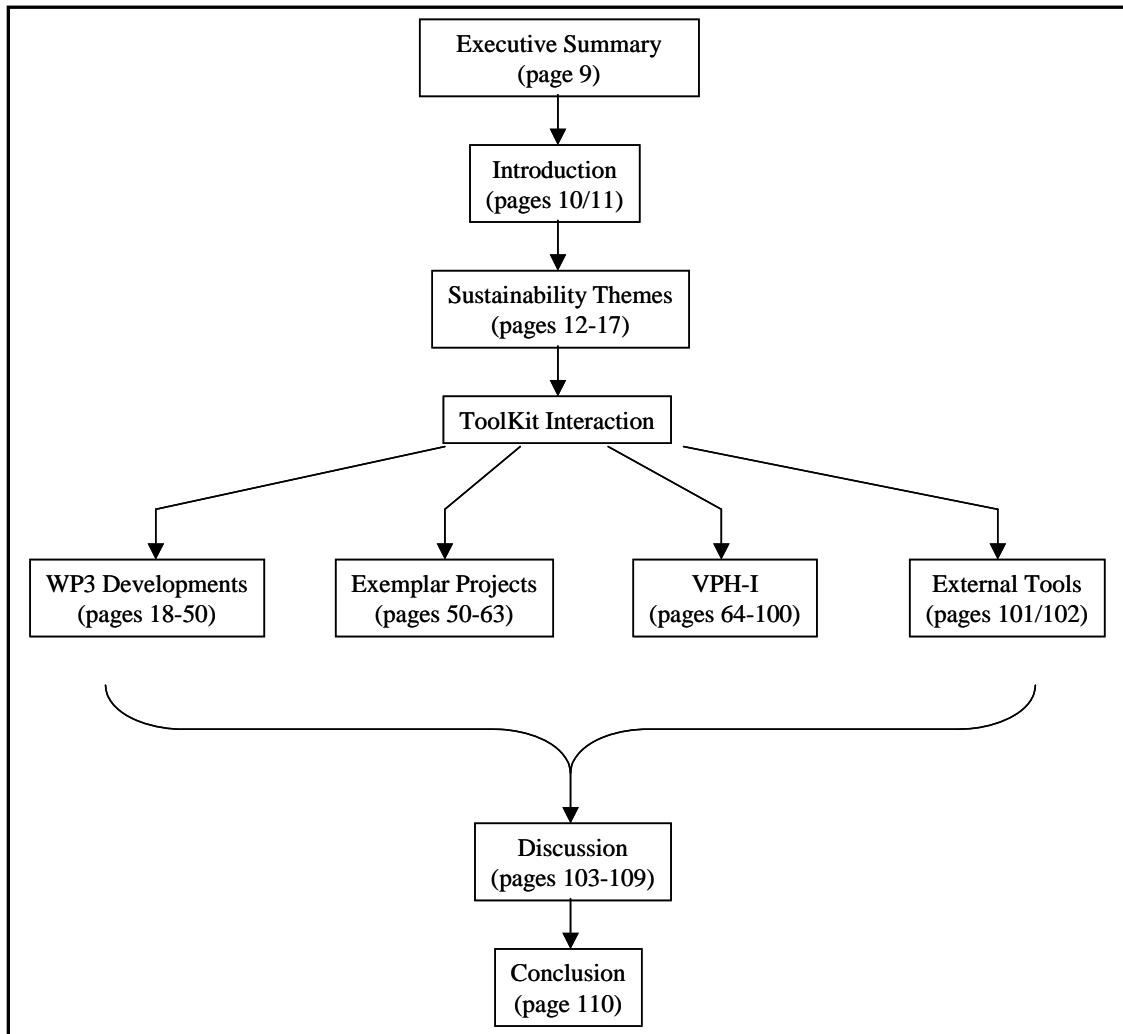 Executive Summary
(page 9)
Introduction
(pages 10/11)
Sustainability Themes
(pages 12-17)
ToolKit Interaction
WP3 Developments
(pages 18-50)
Exemplar Projects
(pages 50-63)
VPH-I
(pages 64-100)
External Tools
(pages 101/102)
Discussion
(pages 103-109)
Conclusion
(page 110)